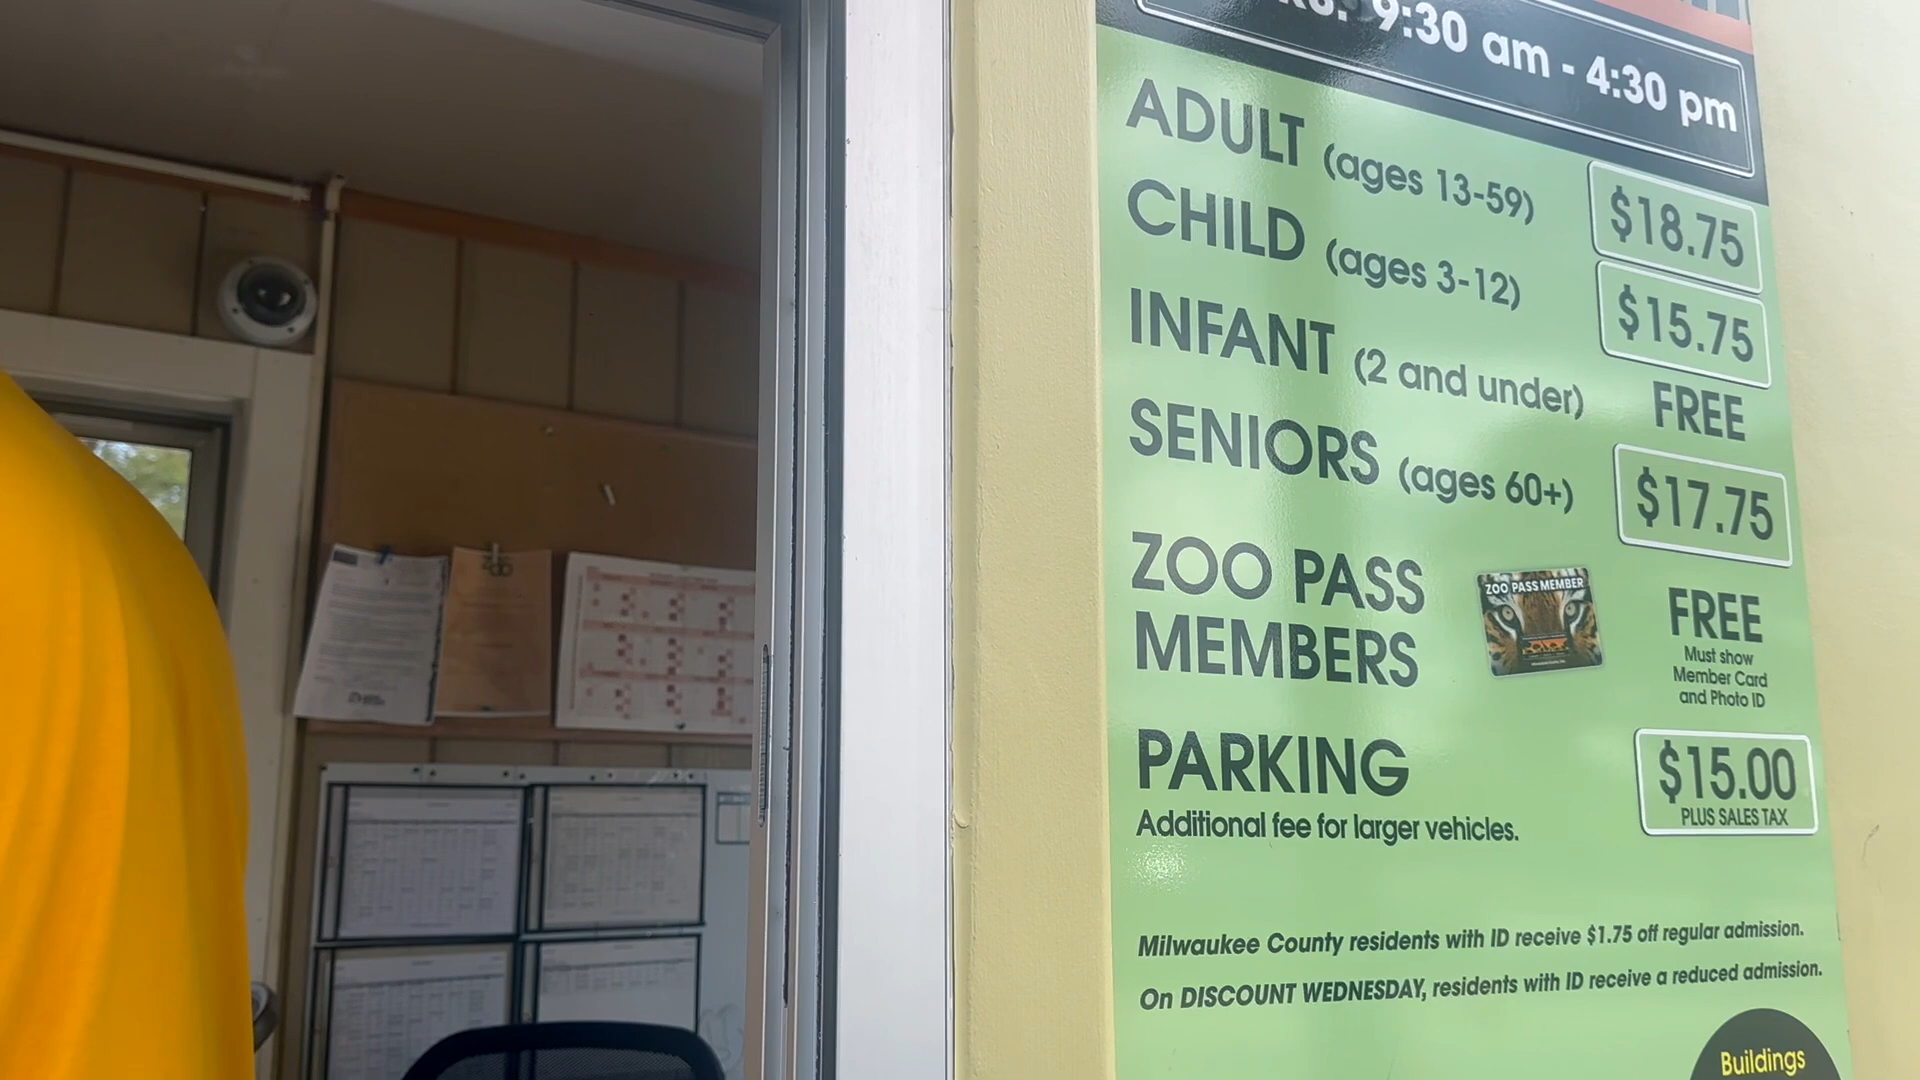 9:30 am - 4:30 pm
ADULT (ages 13-59) $18.75
CHILD (ages 3-12) $15.75
INFANT (2 and under) FREE
SENIORS (ages 60+) $17.75
ZOO PASS
MEMBERS
ZOO PASS MEMBER
FREE
Must show
Member Card
and Photo ID
PARKING
Additional fee for larger vehicles.
$15.00
PLUS SALES TAX
Milwaukee County residents with ID receive $1.75 off regular admission.
On DISCOUNT WEDNESDAY, residents with ID receive a reduced admission.
Buildings